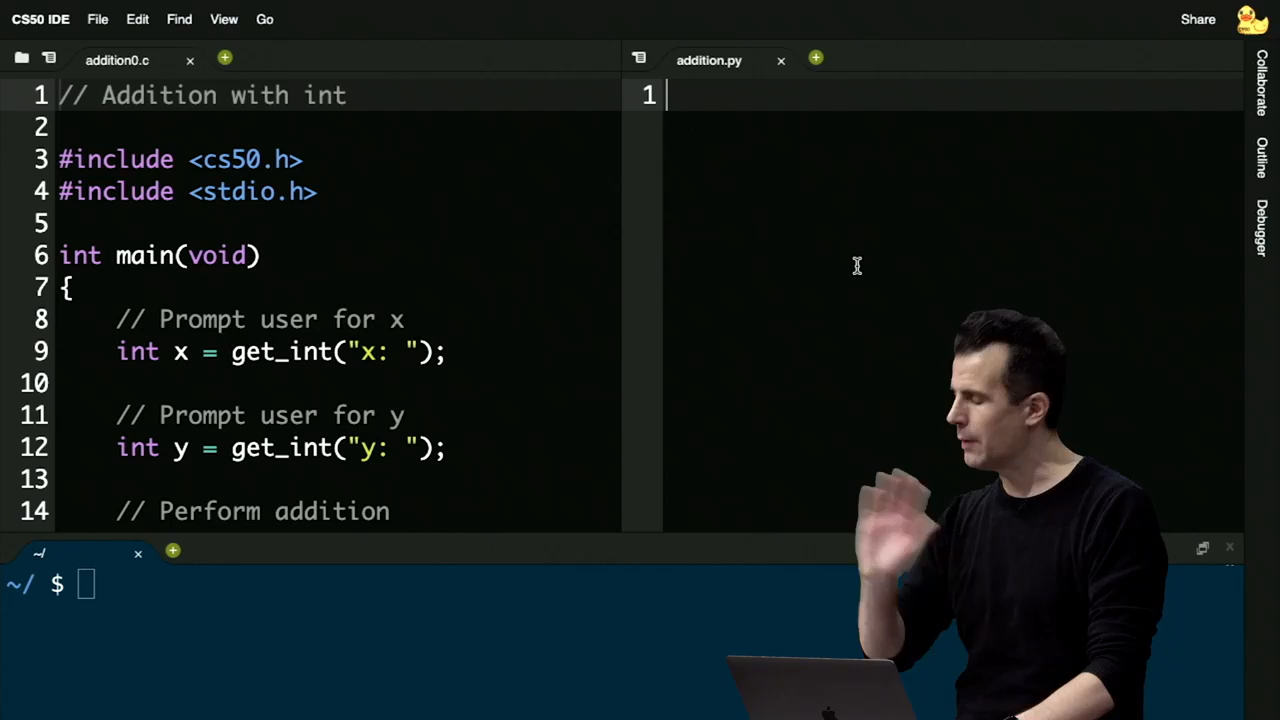 CS50 IDE File Edit Find View Go Share
addition0.c
1 // Addition with int
2
3 #include <cs50.h>
4 #include <stdio.h>
5
6 int main(void)
7 {
8 // Prompt user for x
9 int x = get_int("x: ");
10
11 // Prompt user for y
12 int y = get_int("y: ");
13
14 // Perform addition
addition.py
1
Collaborate
Outline
Debugger
~/
~/ $